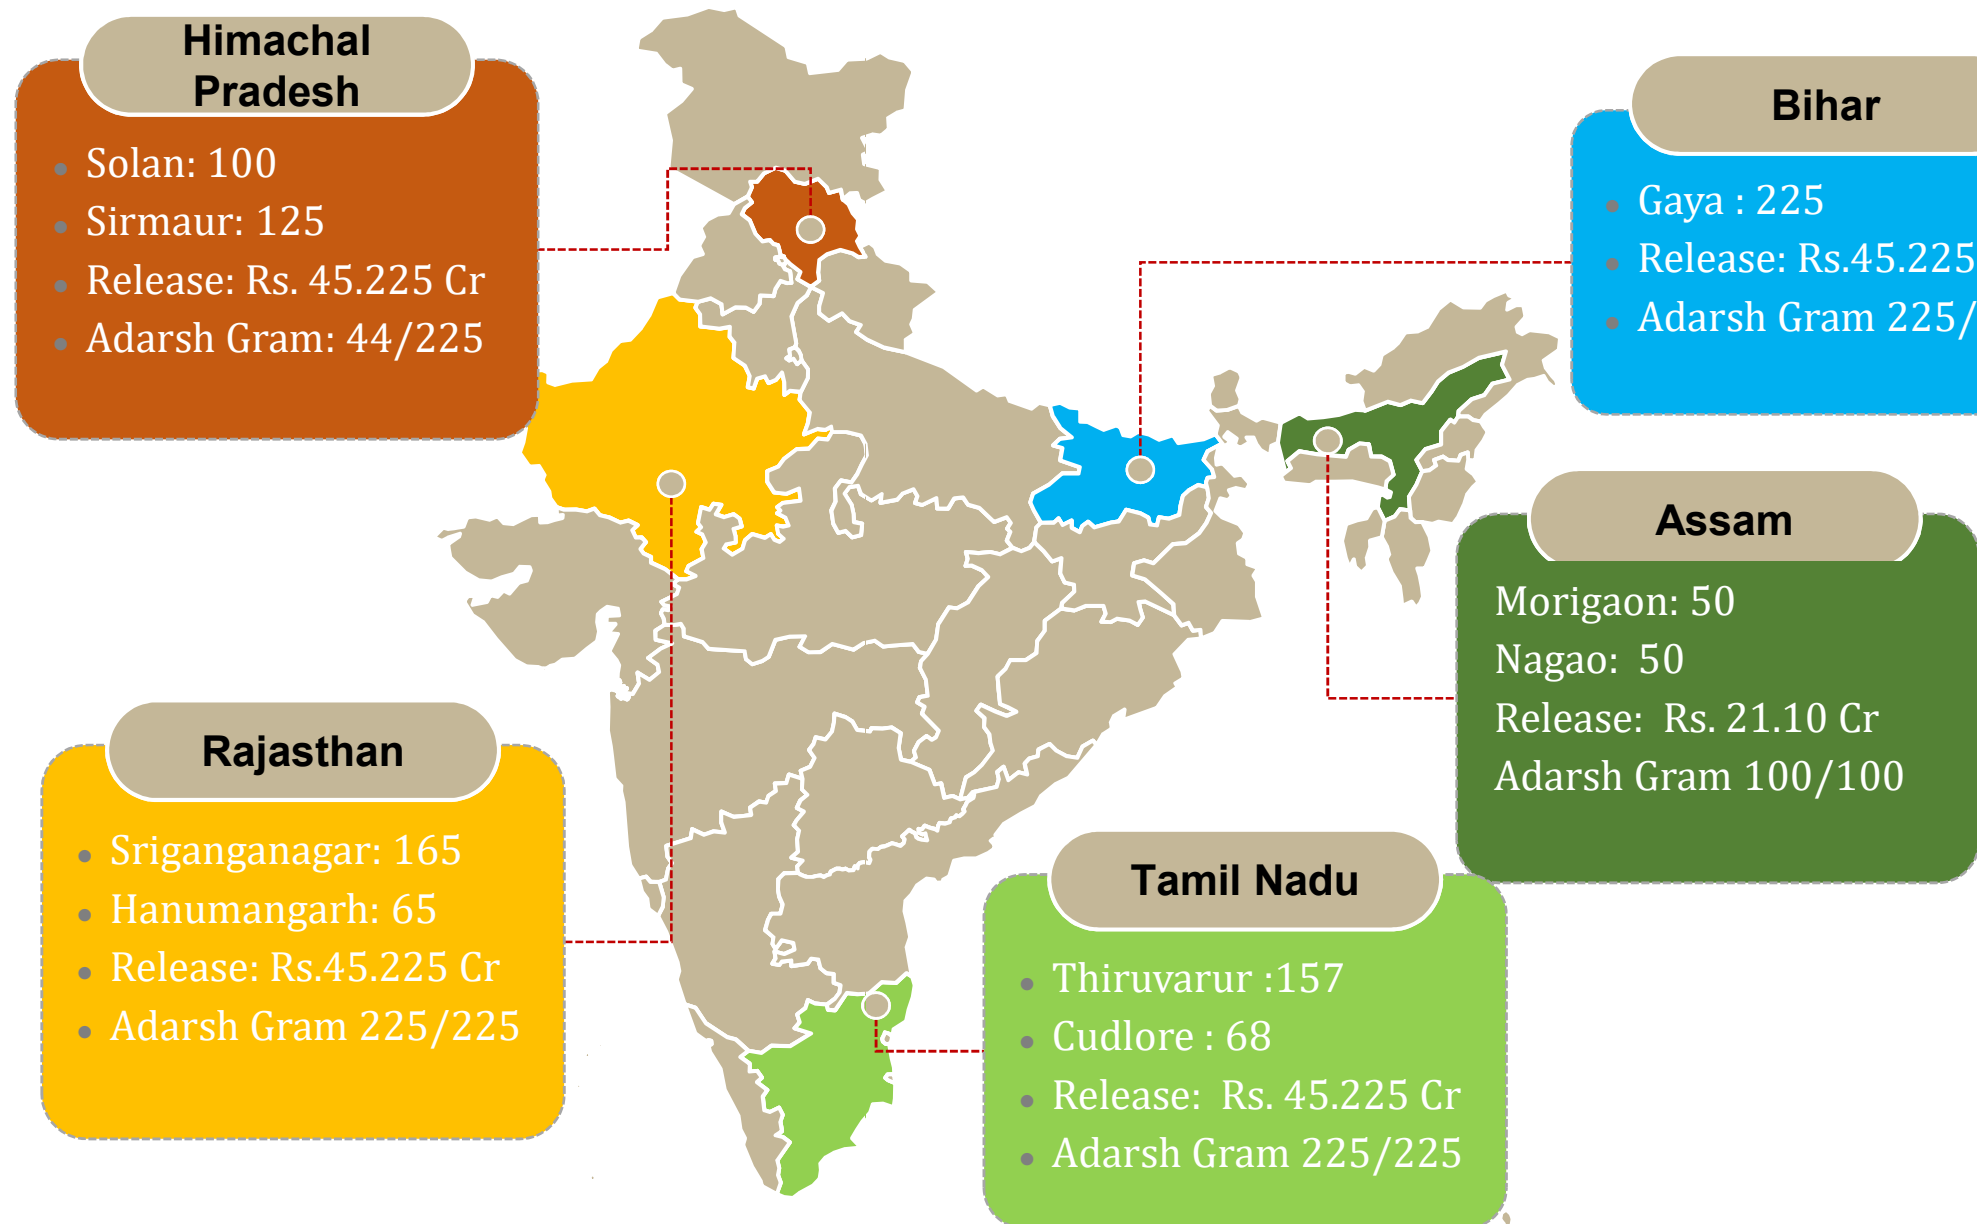 Himachal
Pradesh
Solan: 100
Sirmaur: 125
Release: Rs. 45.225 Cr
Adarsh Gram: 44/225
Bihar
Gaya : 225
Release: Rs.45.225
Adarsh Gram 225/
Assam
Morigaon: 50
Nagao: 50
Release: Rs. 21.10 Cr
Adarsh Gram 100/100
Rajasthan
Sriganganagar: 165
Hanumangarh: 65
Release: Rs.45.225 Cr
Adarsh Gram 225/225
Tamil Nadu
Thiruvarur :157
Cudlore : 68
Release: Rs. 45.225 Cr
Adarsh Gram 225/225